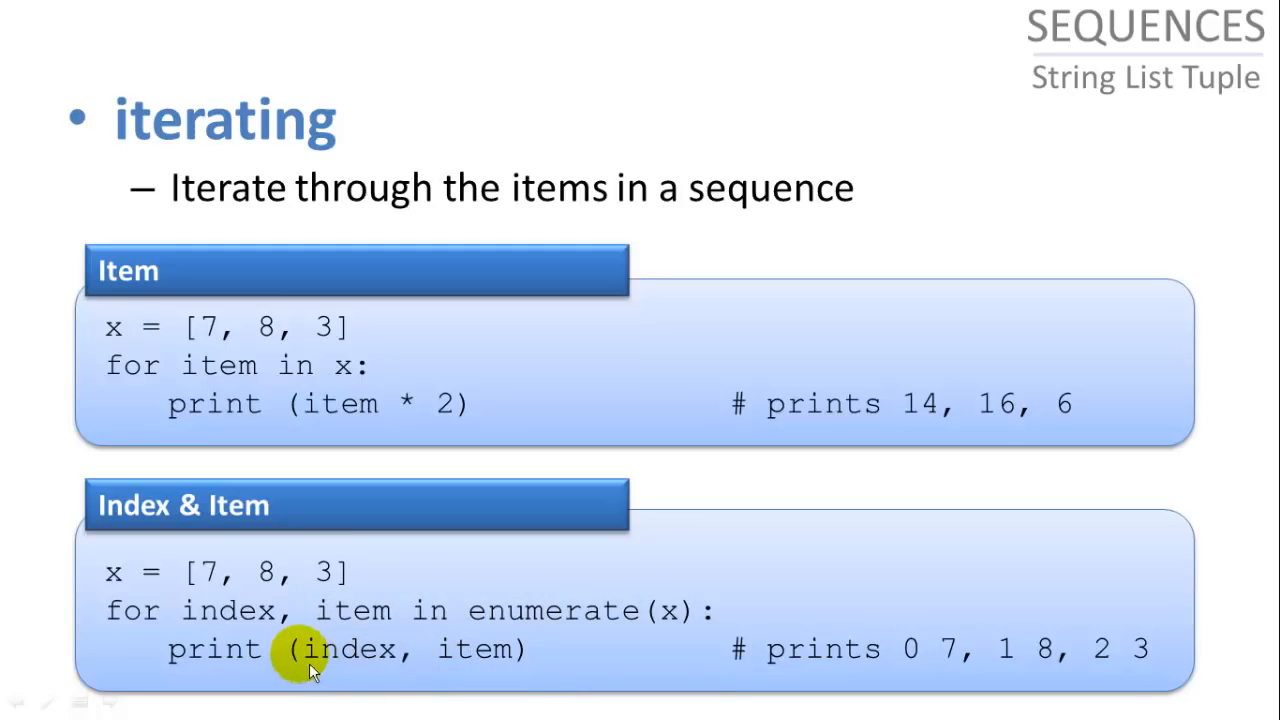 SEQUENCES
String List Tuple
• iterating
– Iterate through the items in a sequence
Item
x = [7, 8, 3]
for item in x:
    print (item * 2)    # prints 14, 16, 6
Index & Item
x = [7, 8, 3]
for index, item in enumerate(x):
    print (index, item)    # prints 0 7, 1 8, 2 3